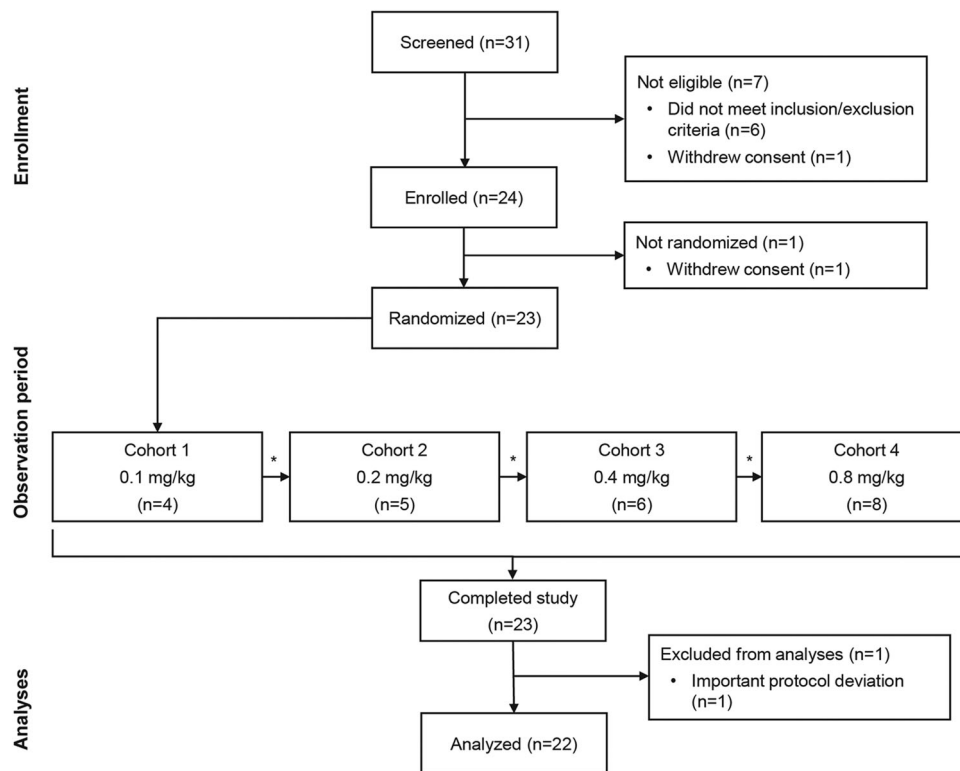 Enrollment
Screened (n=31)
Not eligible (n=7)
• Did not meet inclusion/exclusion
criteria (n=6)
• Withdrew consent (n=1)
Enrolled (n=24)
Not randomized (n=1)
• Withdrew consent (n=1)
Randomized (n=23)
Observation period
Cohort 1
0.1 mg/kg
(n=4)
*
Cohort 2
0.2 mg/kg
(n=5)
*
Cohort 3
0.4 mg/kg
(n=6)
*
Cohort 4
0.8 mg/kg
(n=8)
Completed study
(n=23)
Analyses
Excluded from analyses (n=1)
• Important protocol deviation
(n=1)
Analyzed (n=22)